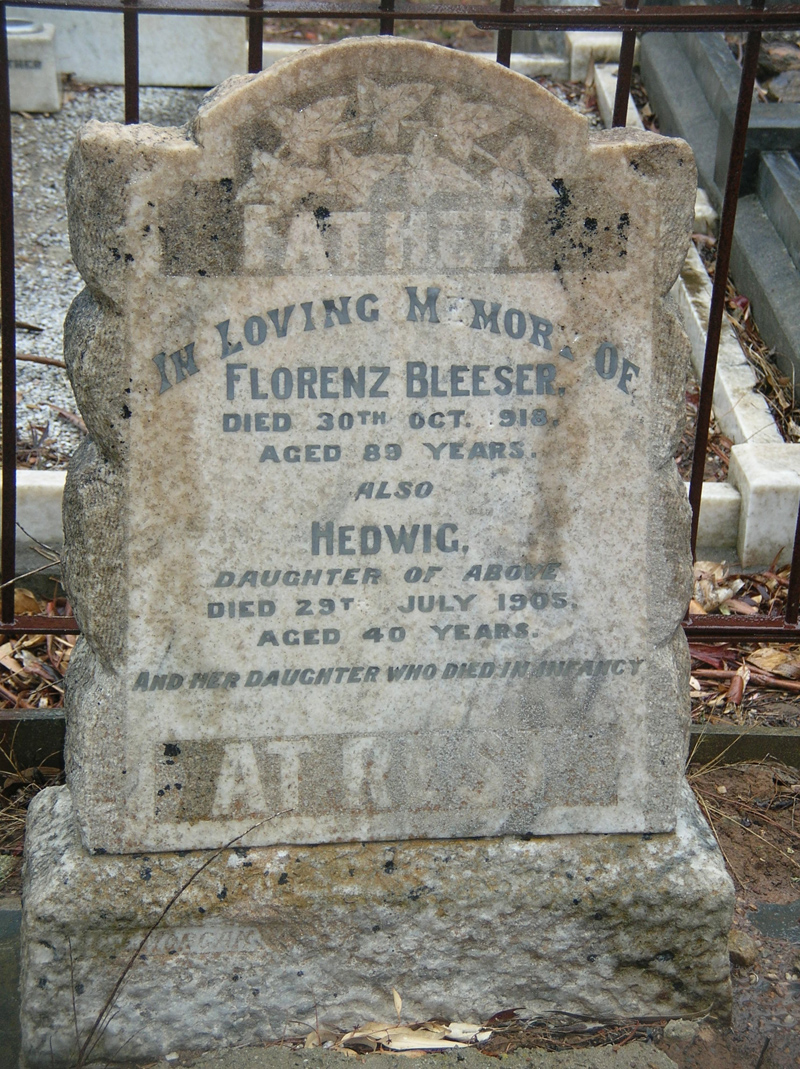 FATHER
IN LOVING MEMORY OF
FLORENZ BLEESER,
DIED 30TH OCT. 918,
AGED 89 YEARS.
ALSO
HEDWIG,
DAUGHTER OF ABOVE
DIED 29T JULY 1905.
AGED 40 YEARS.
AND HER DAUGHTER WHO DIED IN INFANCY
AT REST